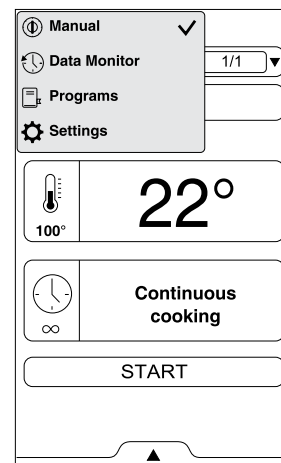 Manual
Data Monitor
1/1
Programs
Settings
22°
100°
Continuous
cooking
∞
START